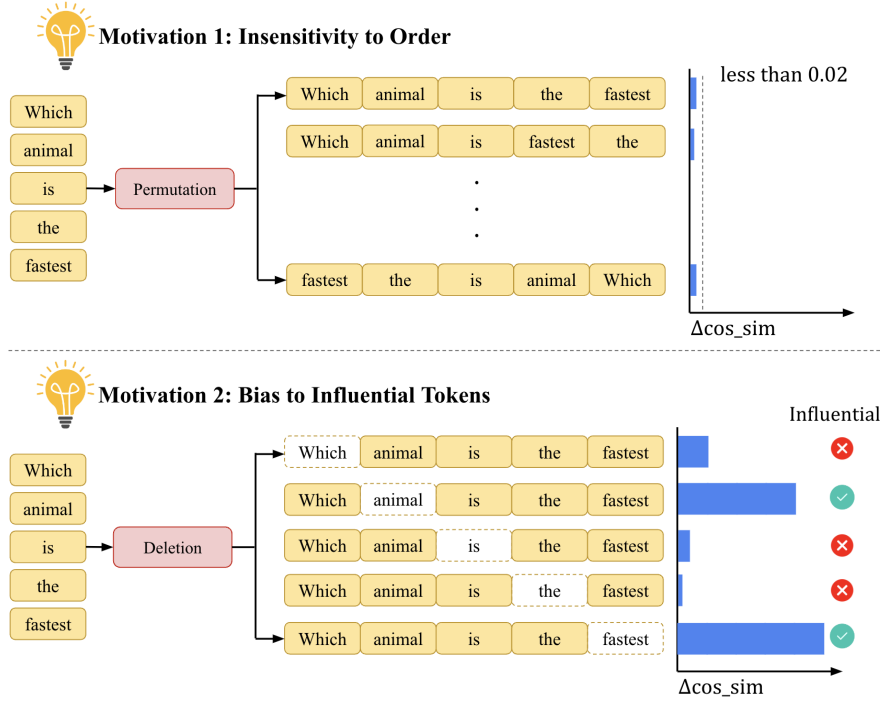 Motivation 1: Insensitivity to Order
less than 0.02
Which
animal
is
the
fastest
Permutation
Which animal is the fastest
Which animal is fastest the
.
.
.
fastest the is animal Which
Δcos_sim
Motivation 2: Bias to Influential Tokens
Influential
Which
animal
is
the
fastest
Deletion
Which animal is the fastest
Which animal is the fastest
Which animal is the fastest
Which animal is the fastest
Which animal is the fastest
Δcos_sim